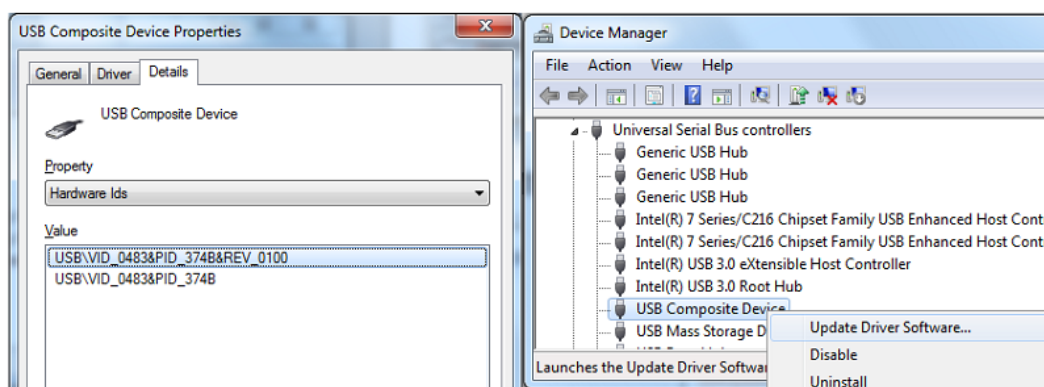 USB Composite Device Properties
General
Driver
Details
USB Composite Device
Property
Hardware Ids
Value
USB\VID_0483&PID_374B&REV_0100
USB\VID_0483&PID_374B
Device Manager
File Action View Help
Universal Serial Bus controllers
Generic USB Hub
Generic USB Hub
Generic USB Hub
Intel(R) 7 Series/C216 Chipset Family USB Enhanced Host Cont
Intel(R) 7 Series/C216 Chipset Family USB Enhanced Host Cont
Intel(R) USB 3.0 eXtensible Host Controller
Intel(R) USB 3.0 Root Hub
USB Composite Device
USB Mass Storage D
Launches the Update Driver Softwa
Update Driver Software...
Disable
Uninstall